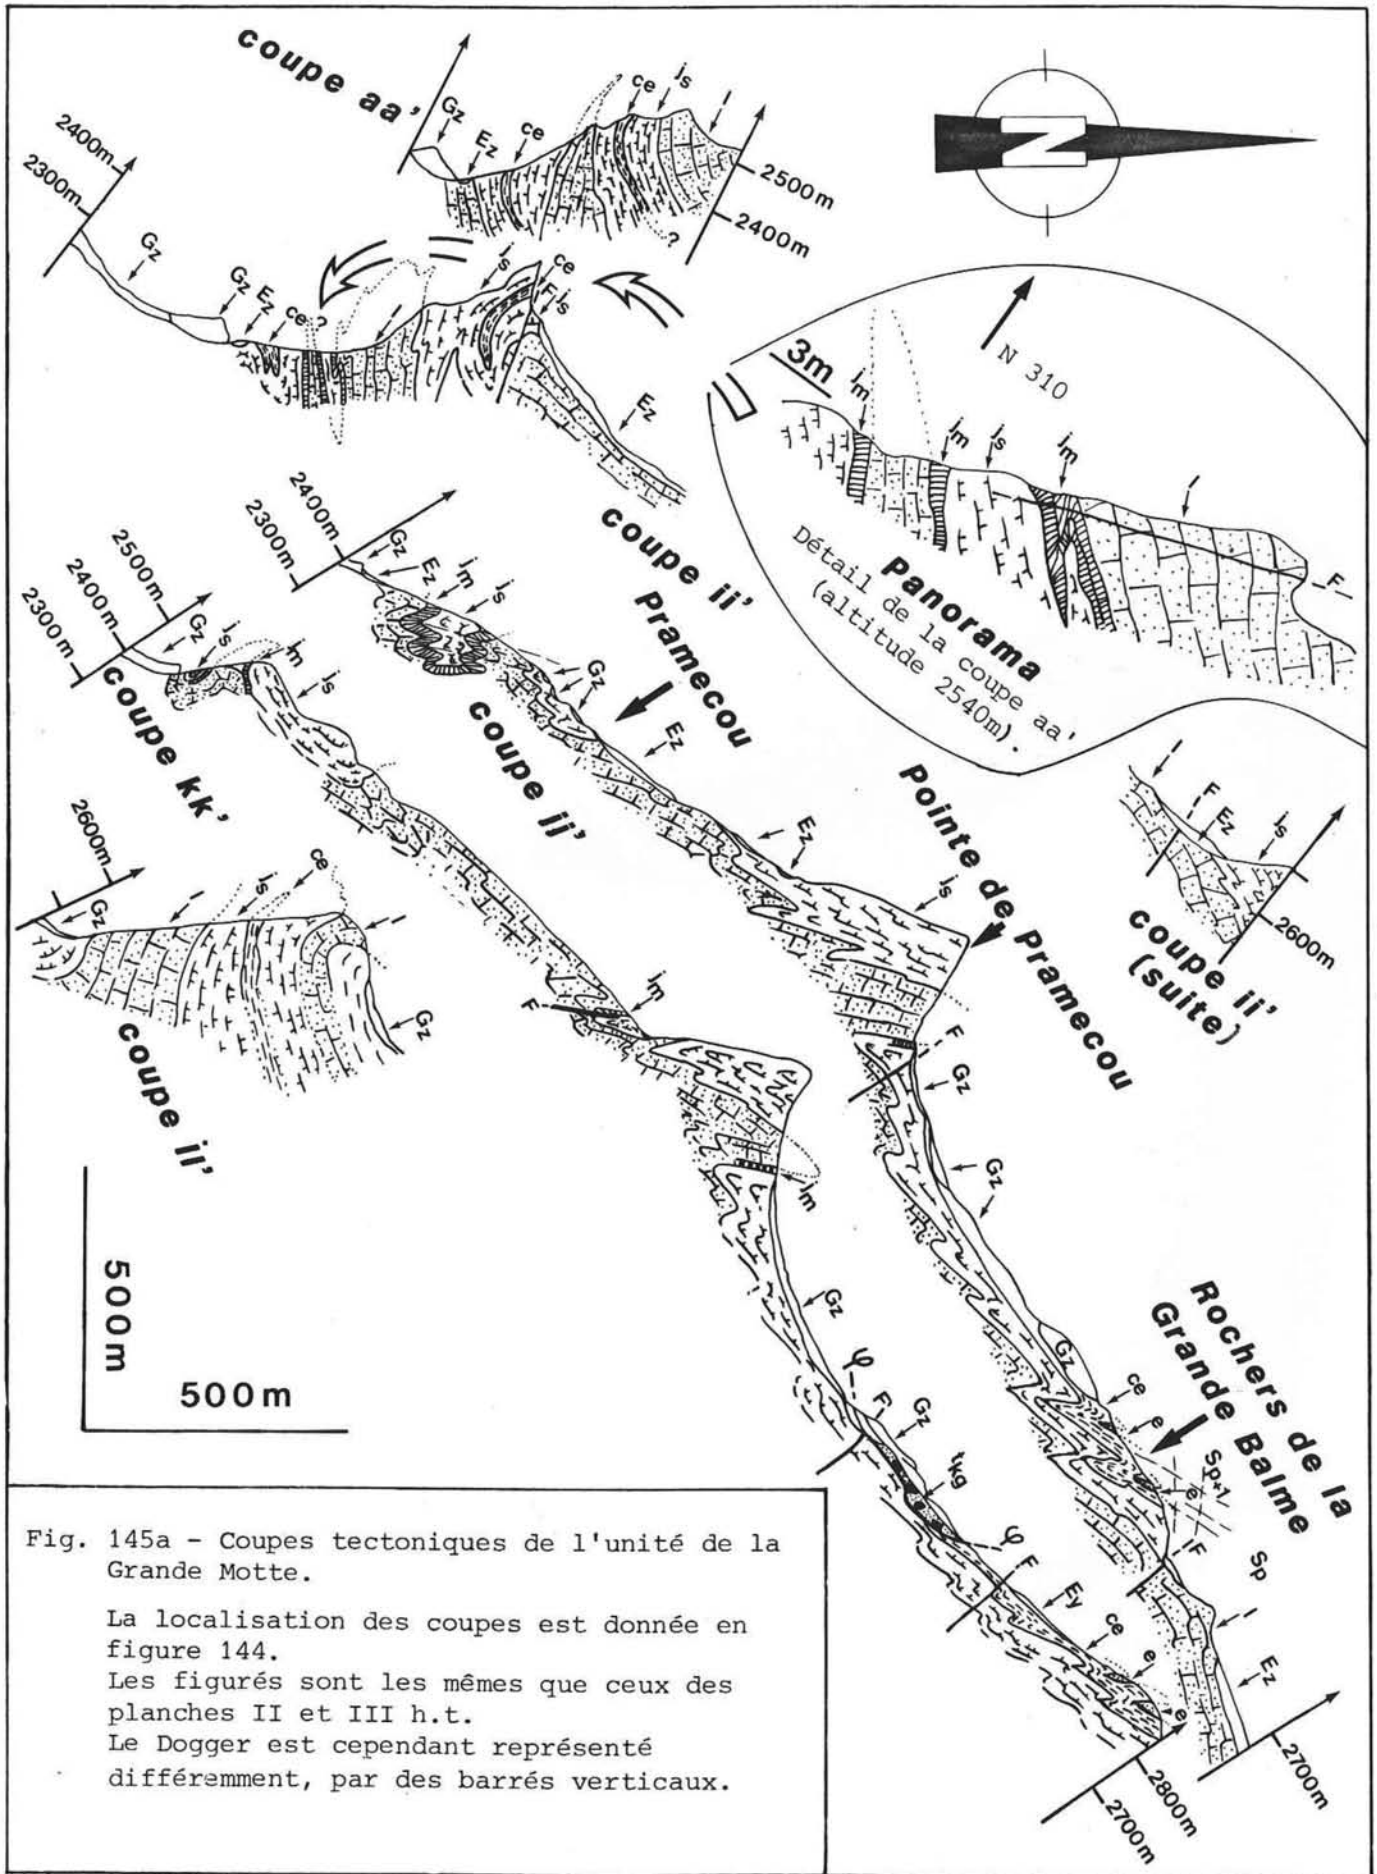 coupe aa'
Gz
Ez
ce
ce
js
l
2500m
2400m
?
N
2400m
2300m
Gz
Gz
Ez
ce ?
l
js
ce
F
js
Ez
coupe ii'
N 310
3m
jm
jm
js
jm
l
F
Panorama
Détail de la coupe aa'
(altitude 2540m).
2400m
2300m
Gz
Ez
jm
js
Gz
Pramecou
Ez
coupe jj'
Ez
js
Pointe de Pramecou
F
Gz
Gz
Gz
ce
e
e
Sp+1
Rochers de la
Grande Balme
F
Sp
l
Ez
2700m
l
F
Ez
js
2600m
coupe ii'
(suite)
2500m
2400m
2300m
Gz
js
jm
js
coupe kk'
F
jm
jm
Gz
φ
F
Gz
tkg
φ
F
Ey
ce
e
e
2800m
2700m
2600m
Gz
l
js
ce
l
Gz
coupe il'
500m
500m
Fig. 145a - Coupes tectoniques de l'unité de la
Grande Motte.
La localisation des coupes est donnée en
figure 144.
Les figurés sont les mêmes que ceux des
planches II et III h.t.
Le Dogger est cependant représenté
différemment, par des barrés verticaux.